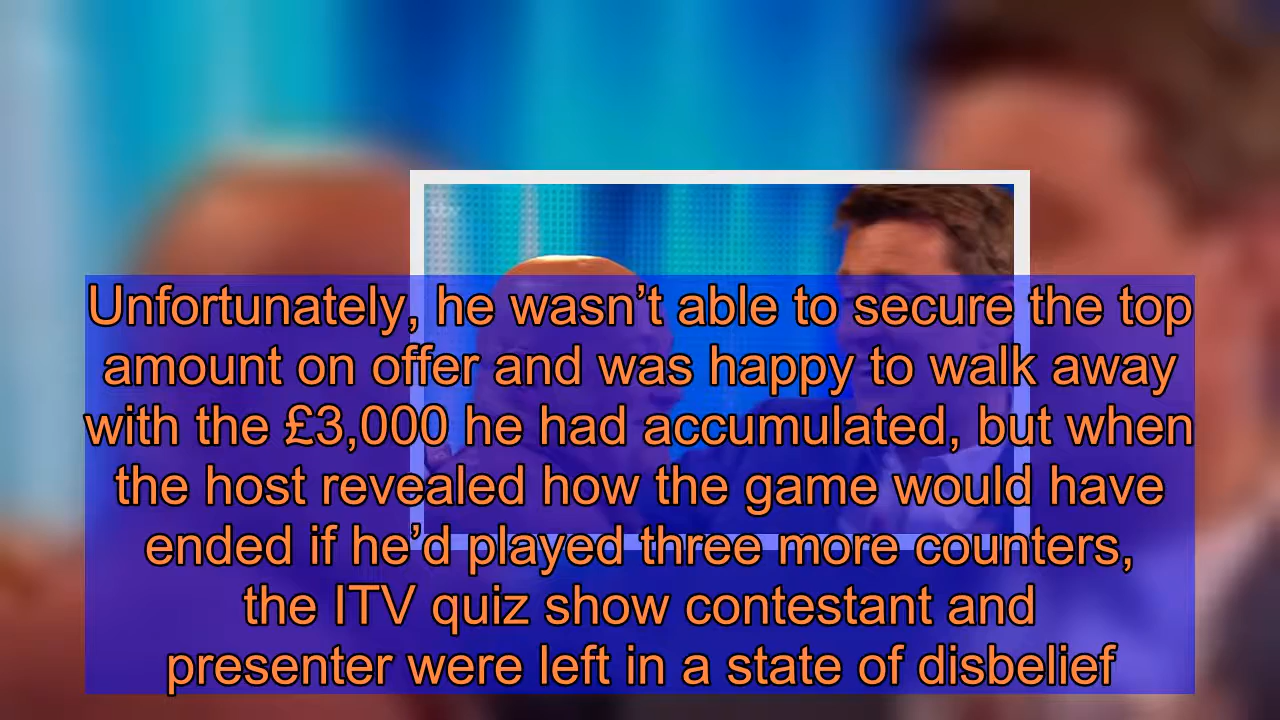 Unfortunately, he wasn’t able to secure the top
amount on offer and was happy to walk away
with the £3,000 he had accumulated, but when
the host revealed how the game would have
ended if he’d played three more counters,
the ITV quiz show contestant and
presenter were left in a state of disbelief